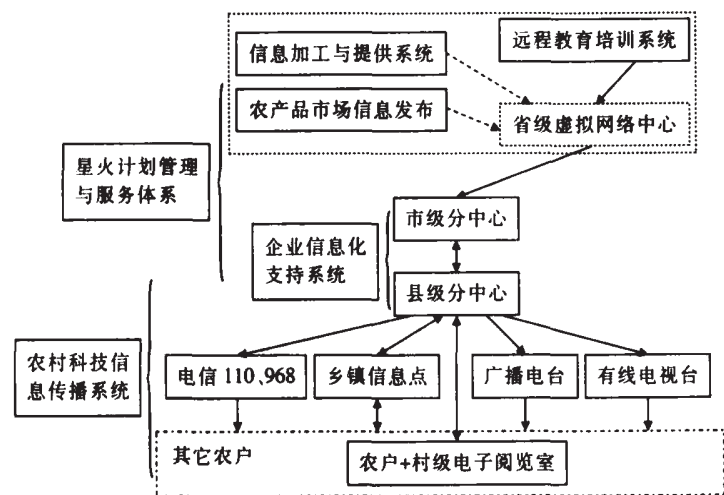 信息加工与提供系统
远程教育培训系统
农产品市场信息发布
省级虚拟网络中心
星火计划管理
与服务体系
市级分中心
企业信息化
支持系统
县级分中心
农村科技信
息传播系统
电信110、968
乡镇信息点
广播电台
有线电视台
其它农户
农户+村级电子阅览室